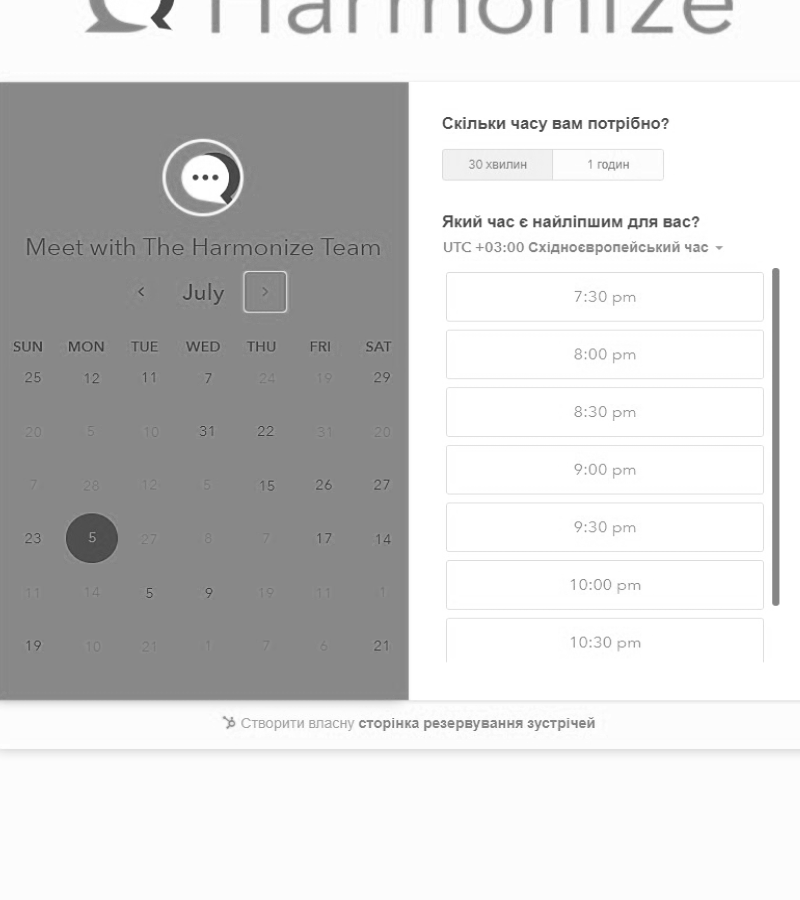 Harmonize
Meet with The Harmonize Team
July
SUN MON TUE WED THU FRI SAT
25 12 11 7 24 19 29
20 5 10 31 22 31 20
7 28 12 5 15 26 27
23 5 27 8 7 17 14
11 14 5 9 19 11 1
19 10 21 1 7 6 21
Скільки часу вам потрібно?
30 хвилин 1 годин
Який час є найліпшим для вас?
UTC +03:00 Східноєвропейський час
7:30 pm
8:00 pm
8:30 pm
9:00 pm
9:30 pm
10:00 pm
10:30 pm
Створити власну сторінка резервування зустрічей